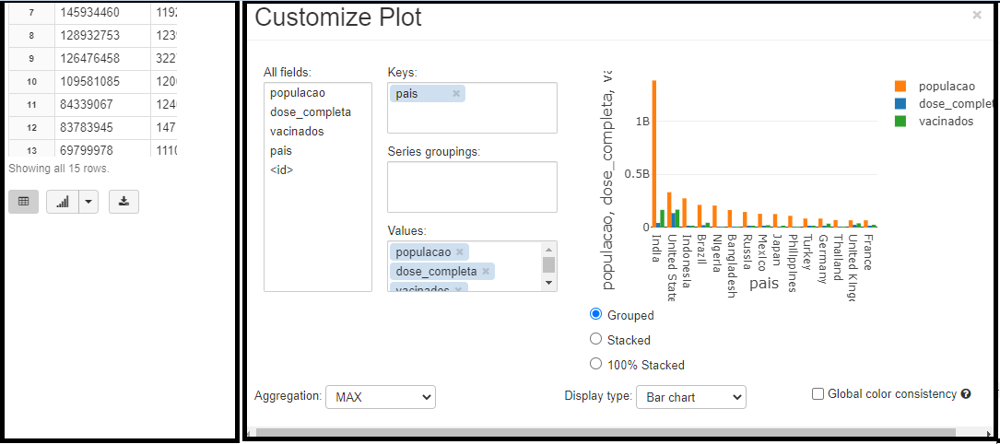 7 145934460 1192
8 128932753 1239
9 126476458 322
10 109581085 120
11 84339067 124
12 83783945 147
13 69799978 1110
Showing all 15 rows.
Customize Plot
×
All fields:
populacao
dose_completa
vacinados
pais
<id>
Keys:
pais ×
Series groupings:
Values:
populacao ×
dose_completa ×
vacinados ×
populacao, dose_completa, va
1B
0.5B
0
India
United State
Indonesia
Brazil
Nigeria
Bangladesh
Russia
Mexico
Japan
Philippines
Turkey
Germany
Thailand
United Kingd
France
pais
populacao
dose_complet
vacinados
Grouped
Stacked
100% Stacked
Aggregation: MAX
Display type: Bar chart
Global color consistency ?